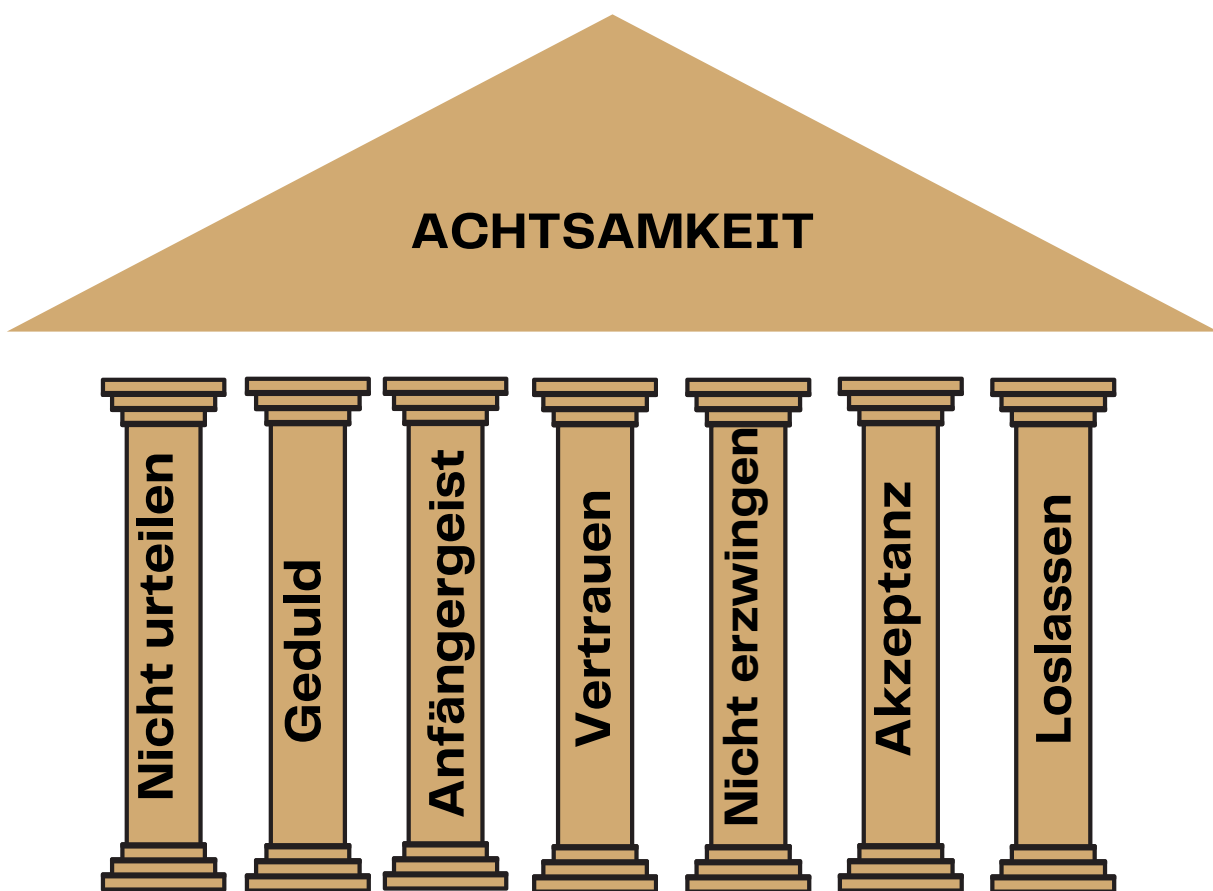 ACHTSAMKEIT
Nicht urteilen
Geduld
Anfängergeist
Vertrauen
Nicht erzwingen
Akzeptanz
Loslassen